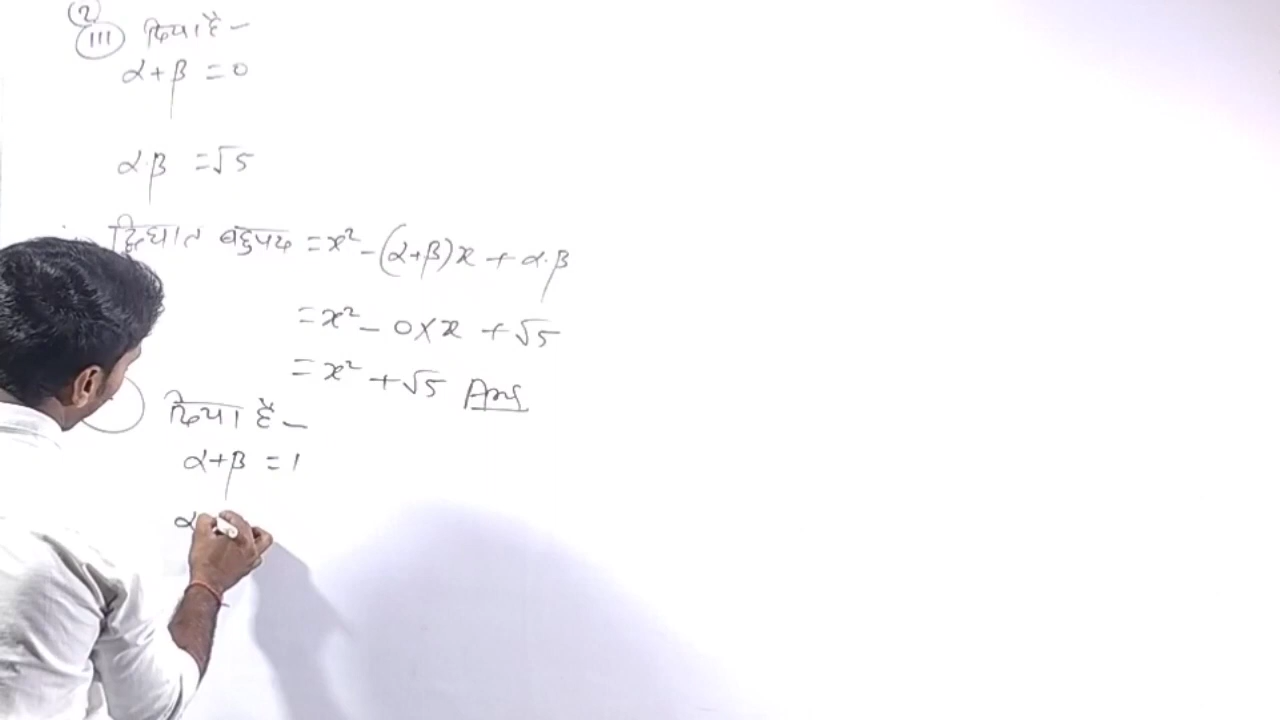 2
III दिया है -
α+β = 0
α.β = √5
द्विघात बहुपद = x² - (α+β)x + α.β
= x² - 0×x + √5
= x² + √5 Ans
दिया है -
α+β = 1
α